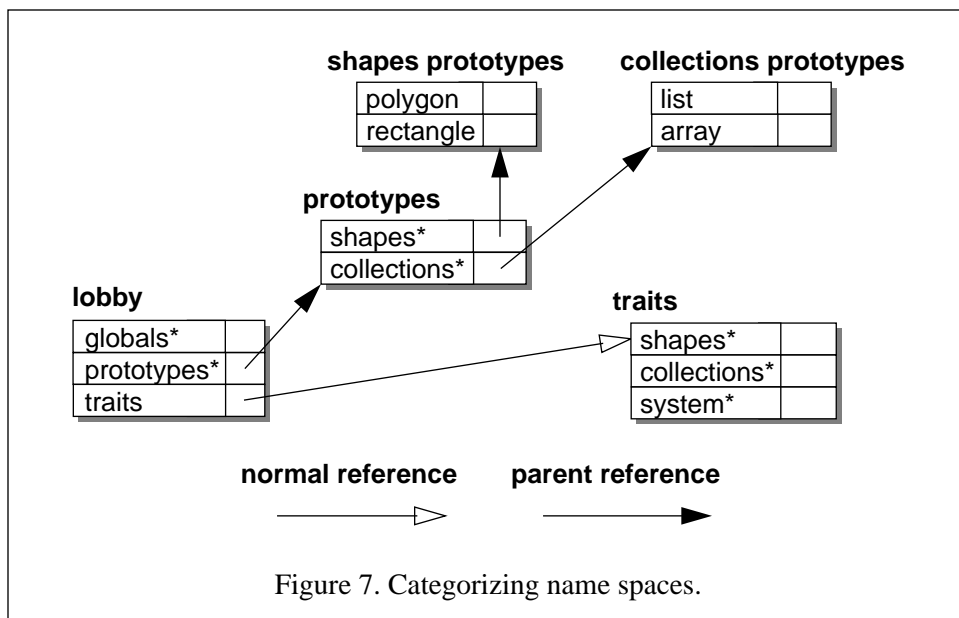 shapes prototypes
polygon
rectangle
collections prototypes
list
array
prototypes
shapes*
collections*
lobby
globals*
prototypes*
traits
traits
shapes*
collections*
system*
normal reference
parent reference
Figure 7. Categorizing name spaces.